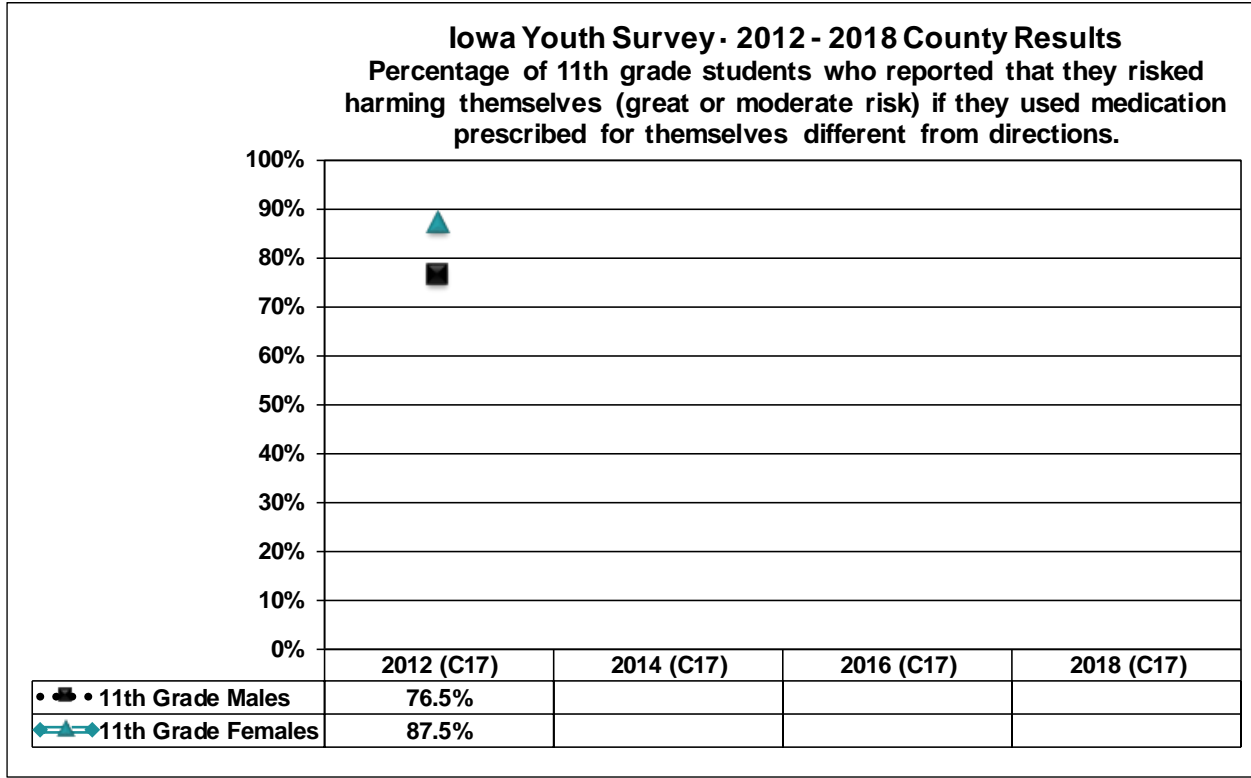 Iowa Youth Survey · 2012 - 2018 County Results
Percentage of 11th grade students who reported that they risked
harming themselves (great or moderate risk) if they used medication
prescribed for themselves different from directions.
100%
90%
80%
70%
60%
50%
40%
30%
20%
10%
0%
2012 (C17) 2014 (C17) 2016 (C17) 2018 (C17)
11th Grade Males 76.5%
11th Grade Females 87.5%